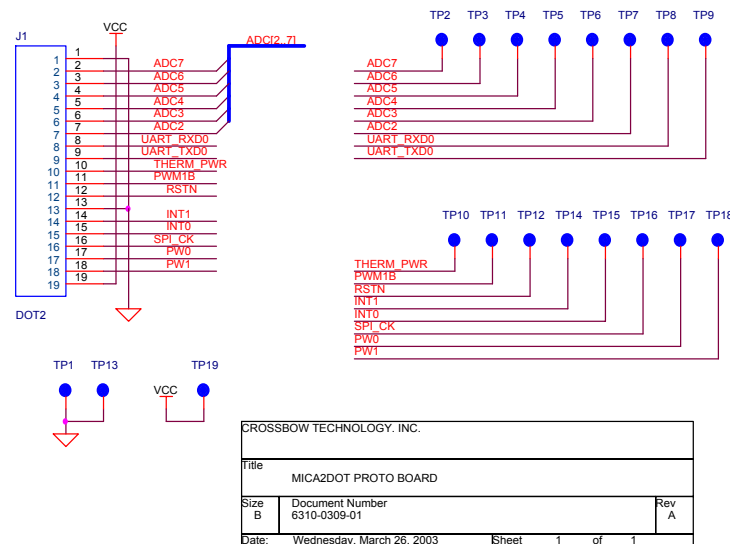 J1
VCC
ADC[2..7]
1 1
2 2 ADC7
3 3 ADC6
4 4 ADC5
5 5 ADC4
6 6 ADC3
7 7 ADC2
8 8 UART_RXD0
9 9 UART_TXD0
10 10 THERM_PWR
11 11 PWM1B
12 12 RSTN
13 13
14 14 INT1
15 15 INT0
16 16 SPI_CK
17 17 PW0
18 18 PW1
19 19
DOT2
TP2 TP3 TP4 TP5 TP6 TP7 TP8 TP9
ADC7
ADC6
ADC5
ADC4
ADC3
ADC2
UART_RXD0
UART_TXD0
TP10 TP11 TP12 TP14 TP15 TP16 TP17 TP18
THERM_PWR
PWM1B
RSTN
INT1
INT0
SPI_CK
PW0
PW1
TP1 TP13 TP19
VCC
CROSSBOW TECHNOLOGY. INC.
Title
MICA2DOT PROTO BOARD
Size Document Number Rev
B 6310-0309-01 A
Date: Wednesday, March 26, 2003 Sheet 1 of 1